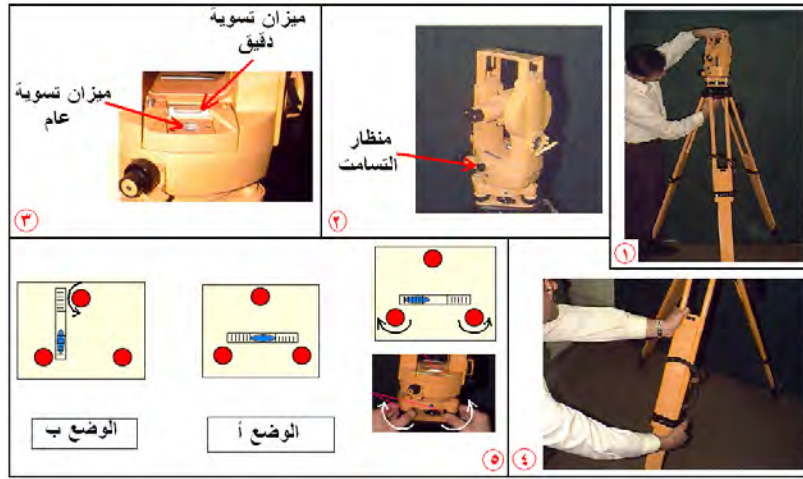 ١
٢
منظار
التسامت
٣
ميزان تسوية
دقيق
ميزان تسوية
عام
٤
٥
الوضع أ
الوضع ب